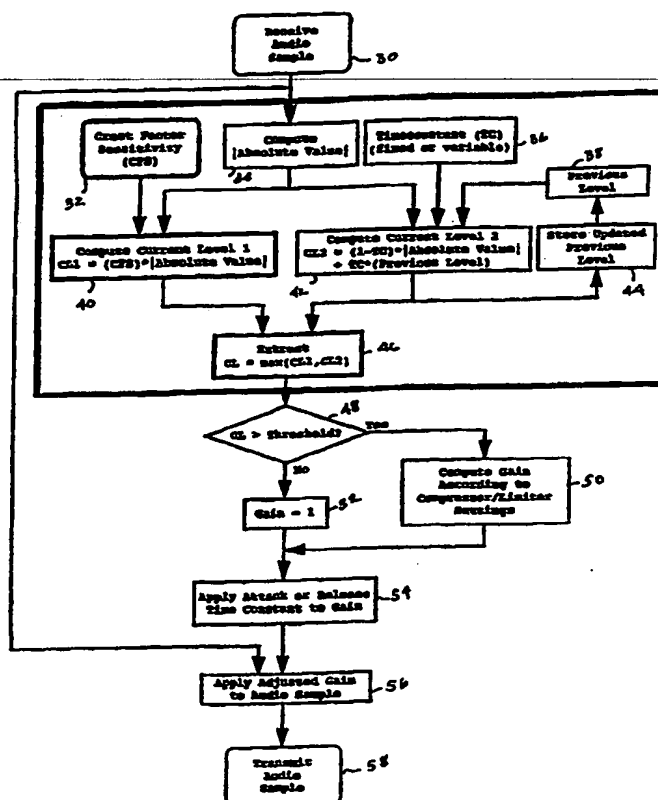 Receive
Audio
Sample
30
Crest Factor
Sensitivity
(CFS)
32
Compute
|Absolute Value|
Timeconstant (TC)
(fixed or variable)
36
38
Previous
Level
Compute Current Level 1
CL1 = (CFS)*|Absolute Value|
40
Compute Current Level 2
CL2 = (1-TC)*|Absolute Value|
+ TC*(Previous Level)
42
Store Updated
Previous
Level
44
Extract
CL = max(CL1,CL2)
46
CL > Threshold?
48
Yes
No
Compute Gain
According to
Compressor/Limiter
Settings
50
Gain = 1
52
Apply Attack or Release
Time Constant to Gain
54
Apply Adjusted Gain
to Audio Sample
56
Transmit
Audio
Sample
58